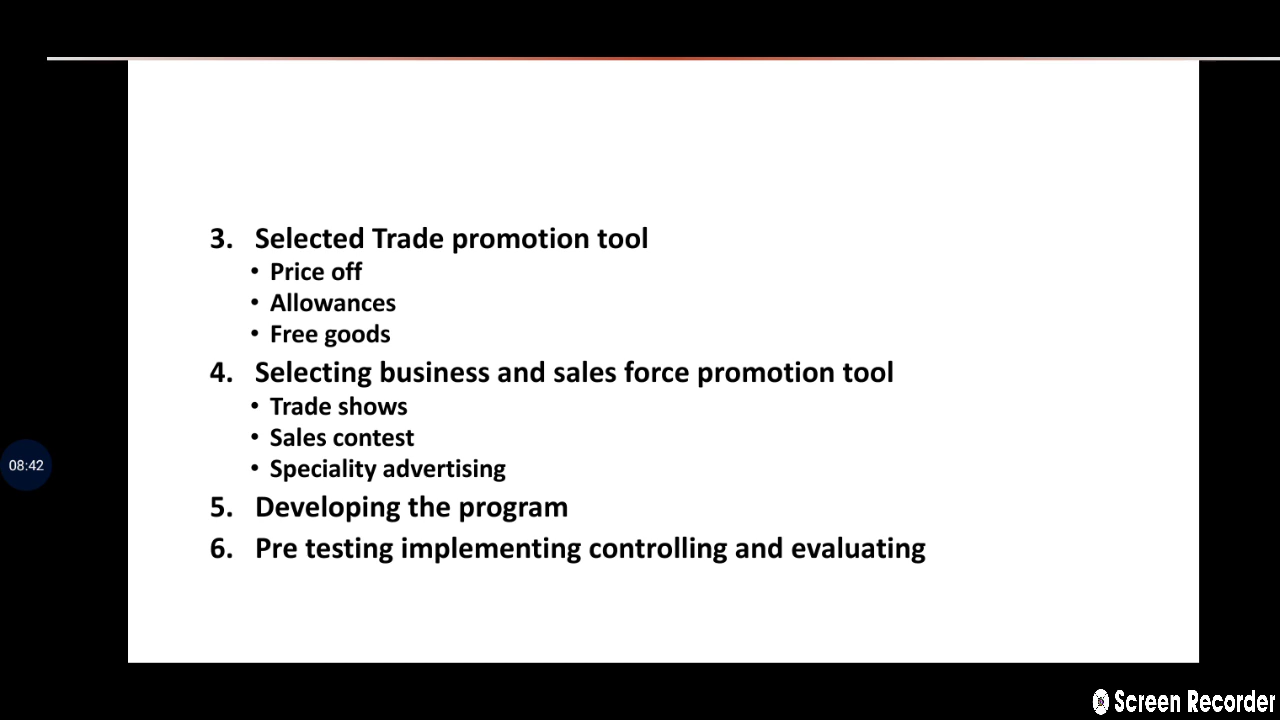 3. Selected Trade promotion tool
• Price off
• Allowances
• Free goods
4. Selecting business and sales force promotion tool
• Trade shows
• Sales contest
• Speciality advertising
5. Developing the program
6. Pre testing implementing controlling and evaluating
08:42
Screen Recorder